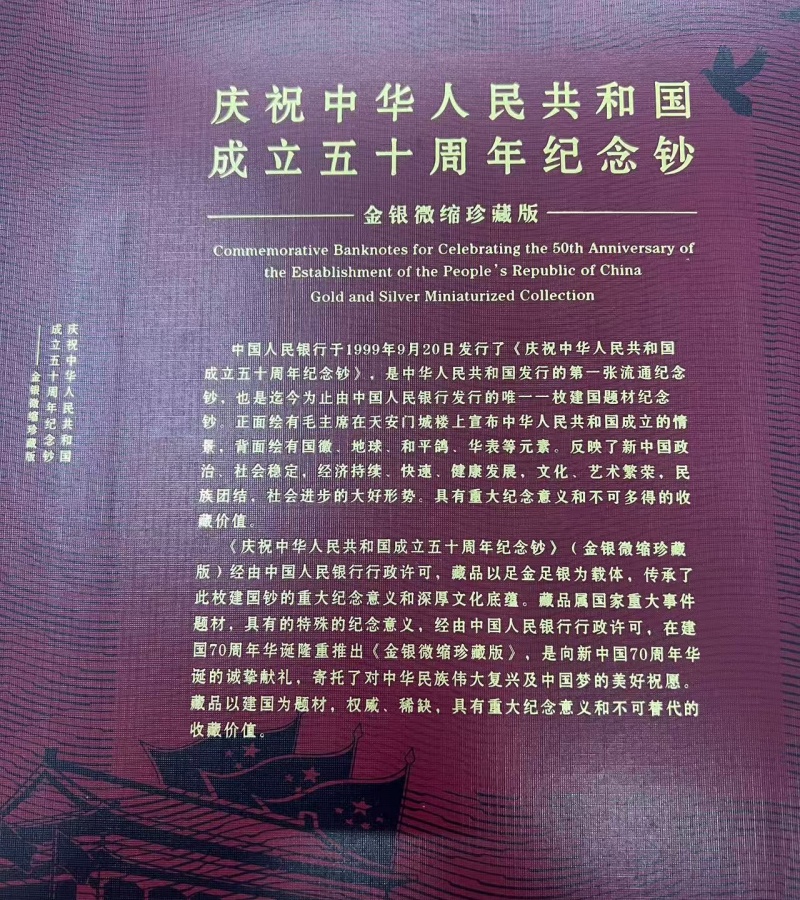 庆祝中华人民共和国
成立五十周年纪念钞
金银微缩珍藏版
Commemorative Banknotes for Celebrating the 50th Anniversary of
the Establishment of the People's Republic of China
Gold and Silver Miniaturized Collection
中国人民银行于1999年9月20日发行了《庆祝中华人民共和国
成立五十周年纪念钞》，是中华人民共和国发行的第一张流通纪念
钞，也是迄今为止由中国人民银行发行的唯一一枚建国题材纪念
钞。正面绘有毛主席在天安门城楼上宣布中华人民共和国成立的情
景，背面绘有国徽、地球、和平鸽、华表等元素。反映了新中国政
治、社会稳定，经济持续、快速、健康发展，文化、艺术繁荣，民
族团结，社会进步的大好形势。具有重大纪念意义和不可多得的收
藏价值。
《庆祝中华人民共和国成立五十周年纪念钞》（金银微缩珍藏
版）经由中国人民银行行政许可，藏品以足金足银为载体，传承了
此枚建国钞的重大纪念意义和深厚文化底蕴。藏品属国家重大事件
题材，具有的特殊的纪念意义，经由中国人民银行行政许可，在建
国70周年华诞隆重推出《金银微缩珍藏版》，是向新中国70周年华
诞的诚挚献礼，寄托了对中华民族伟大复兴及中国梦的美好祝愿。
藏品以建国为题材，权威、稀缺，具有重大纪念意义和不可替代的
收藏价值。
庆祝中华人民共和国
成立五十周年纪念钞
——金银微缩珍藏版